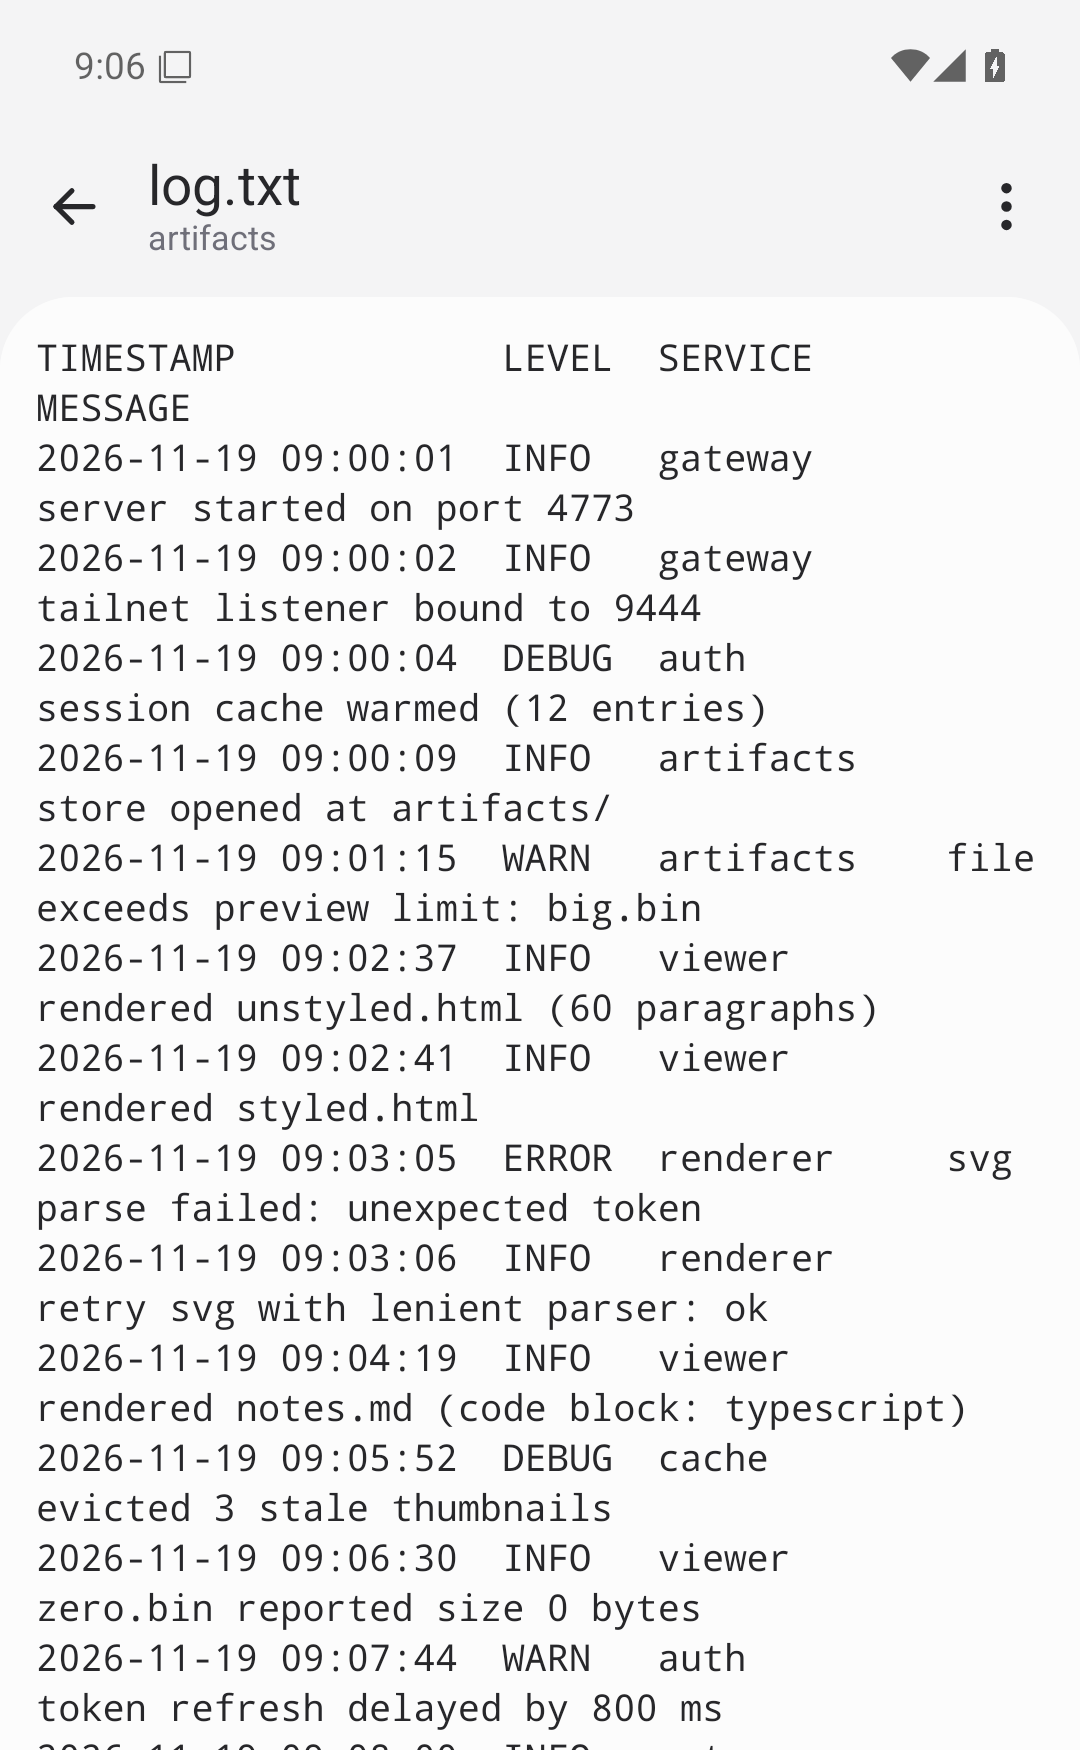 9:06
log.txt
artifacts
TIMESTAMP LEVEL SERVICE
MESSAGE
2026-11-19 09:00:01 INFO gateway
server started on port 4773
2026-11-19 09:00:02 INFO gateway
tailnet listener bound to 9444
2026-11-19 09:00:04 DEBUG auth
session cache warmed (12 entries)
2026-11-19 09:00:09 INFO artifacts
store opened at artifacts/
2026-11-19 09:01:15 WARN artifacts file
exceeds preview limit: big.bin
2026-11-19 09:02:37 INFO viewer
rendered unstyled.html (60 paragraphs)
2026-11-19 09:02:41 INFO viewer
rendered styled.html
2026-11-19 09:03:05 ERROR renderer svg
parse failed: unexpected token
2026-11-19 09:03:06 INFO renderer
retry svg with lenient parser: ok
2026-11-19 09:04:19 INFO viewer
rendered notes.md (code block: typescript)
2026-11-19 09:05:52 DEBUG cache
evicted 3 stale thumbnails
2026-11-19 09:06:30 INFO viewer
zero.bin reported size 0 bytes
2026-11-19 09:07:44 WARN auth
token refresh delayed by 800 ms